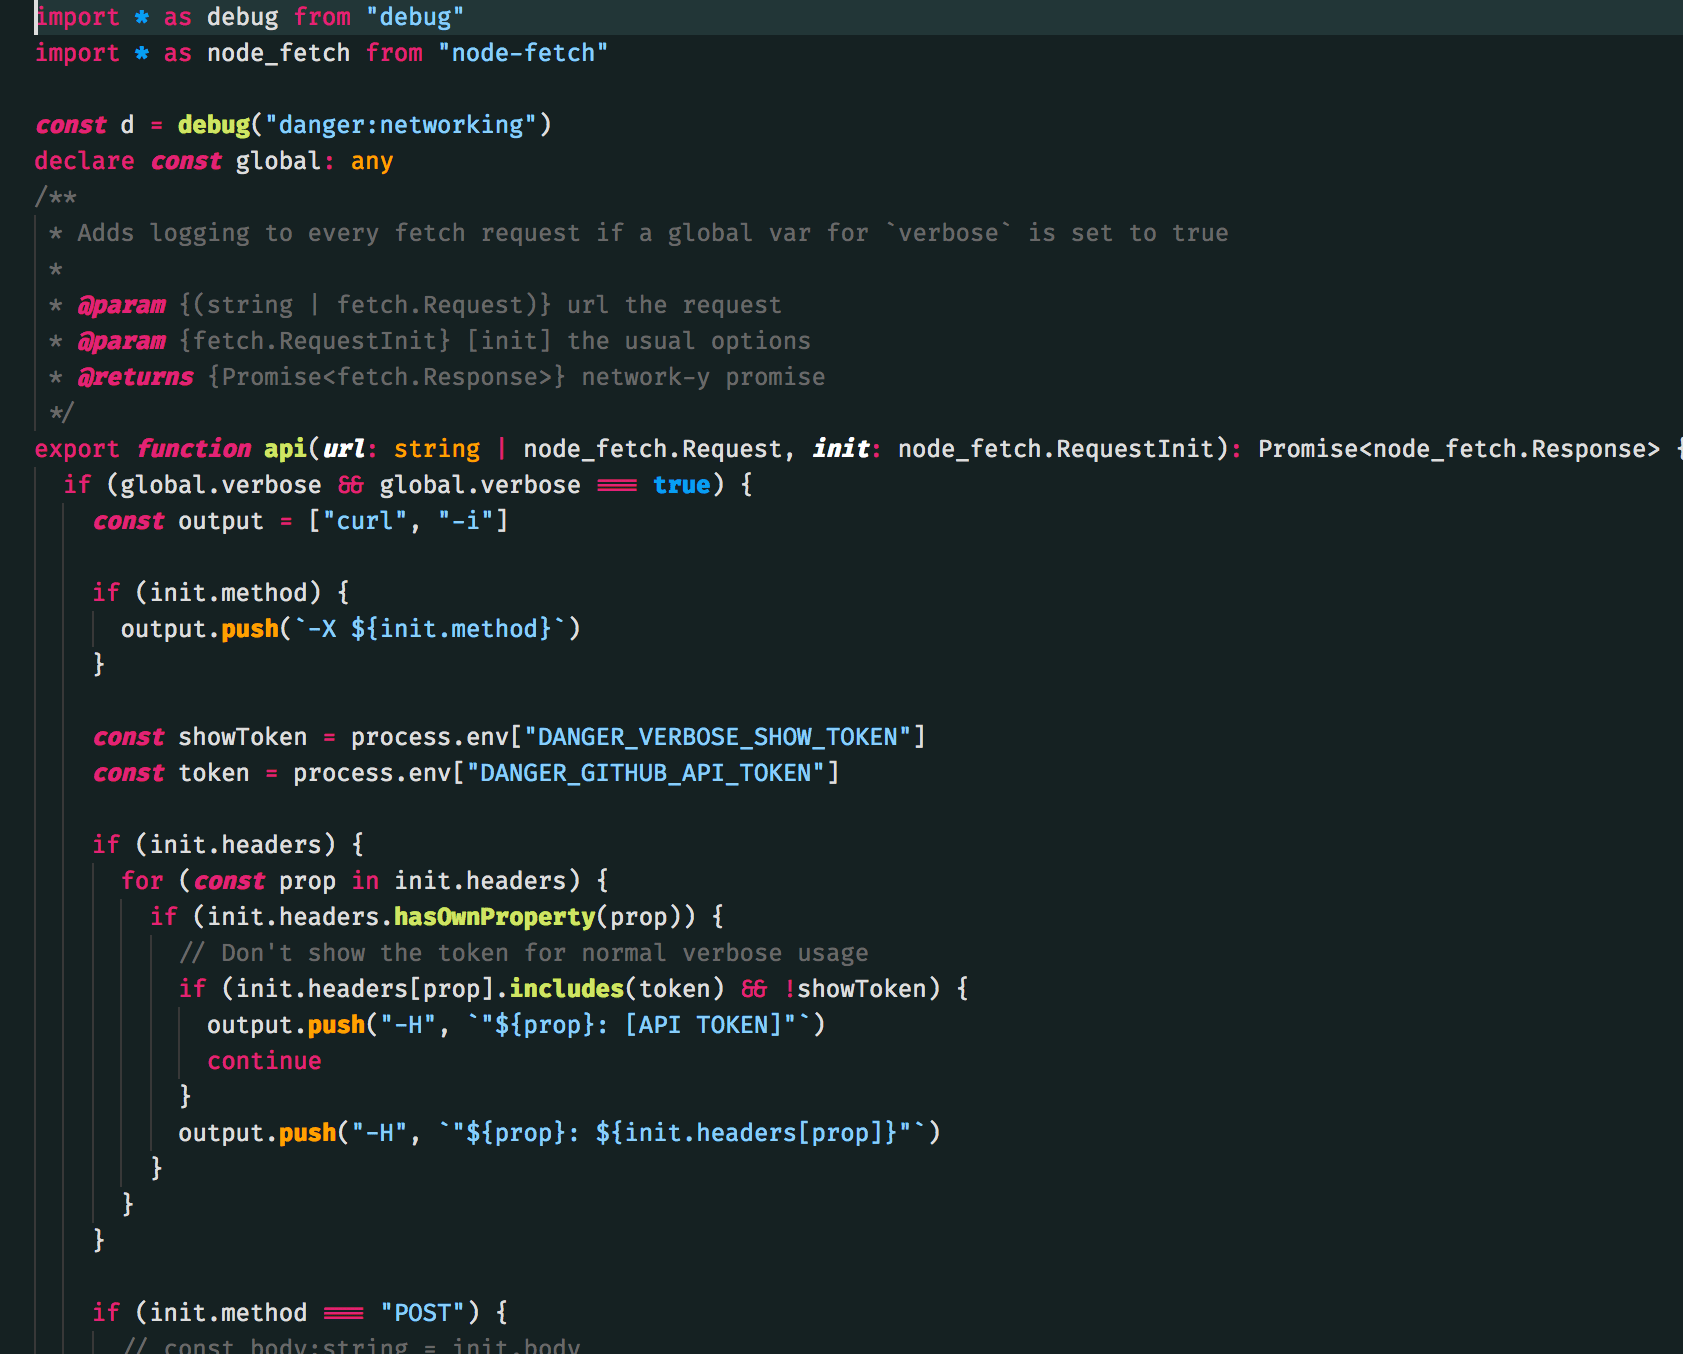 import * as debug from "debug"
import * as node_fetch from "node-fetch"
const d = debug("danger:networking")
declare const global: any
/**
 * Adds logging to every fetch request if a global var for `verbose` is set to true
 *
 * @param {(string | fetch.Request)} url the request
 * @param {fetch.RequestInit} [init] the usual options
 * @returns {Promise<fetch.Response>} network-y promise
 */
export function api(url: string | node_fetch.Request, init: node_fetch.RequestInit): Promise<node_fetch.Response> {
  if (global.verbose && global.verbose === true) {
    const output = ["curl", "-i"]
    if (init.method) {
      output.push(`-X ${init.method}`)
    }
    const showToken = process.env["DANGER_VERBOSE_SHOW_TOKEN"]
    const token = process.env["DANGER_GITHUB_API_TOKEN"]
    if (init.headers) {
      for (const prop in init.headers) {
        if (init.headers.hasOwnProperty(prop)) {
          // Don't show the token for normal verbose usage
          if (init.headers[prop].includes(token) && !showToken) {
            output.push("-H", `"${prop}: [API TOKEN]"`)
            continue
          }
          output.push("-H", `"${prop}: ${init.headers[prop]}"`)
        }
      }
    }
    if (init.method === "POST") {
      // const body:string = init.body